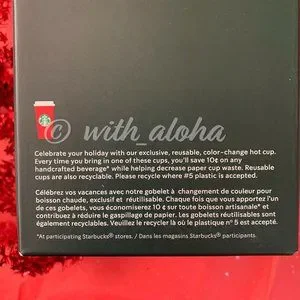 © with_aloha
Celebrate your holiday with our exclusive, reusable, color-change hot cup.
Every time you bring in one of these cups, you'll save 10¢ on any
handcrafted beverage* while helping decrease paper cup waste. Reusable
cups are also recyclable. Please recycle where #5 plastic is accepted.
Célébrez vos vacances avec notre gobelet à changement de couleur pour
boisson chaude, exclusif et réutilisable. Chaque fois que vous apportez l'un
de ces gobelets, vous économiserez 10 ¢ sur toute boisson artisanale* et
contribuez à réduire le gaspillage de papier. Les gobelets réutilisables sont
également recyclables. Veuillez le recycler là où le plastique n° 5 est accepté.
*At participating Starbucks® stores. / Dans les magasins Starbucks® participants.